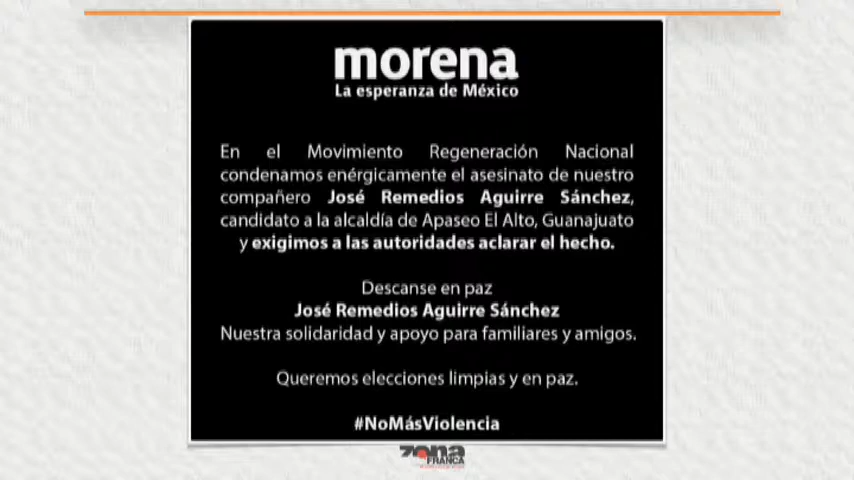 morena
La esperanza de México
En el Movimiento Regeneración Nacional
condenamos enérgicamente el asesinato de nuestro
compañero José Remedios Aguirre Sánchez,
candidato a la alcaldía de Apaseo El Alto, Guanajuato
y exigimos a las autoridades aclarar el hecho.
Descanse en paz
José Remedios Aguirre Sánchez
Nuestra solidaridad y apoyo para familiares y amigos.
Queremos elecciones limpias y en paz.
#NoMásViolencia
ZONA
FRANCA